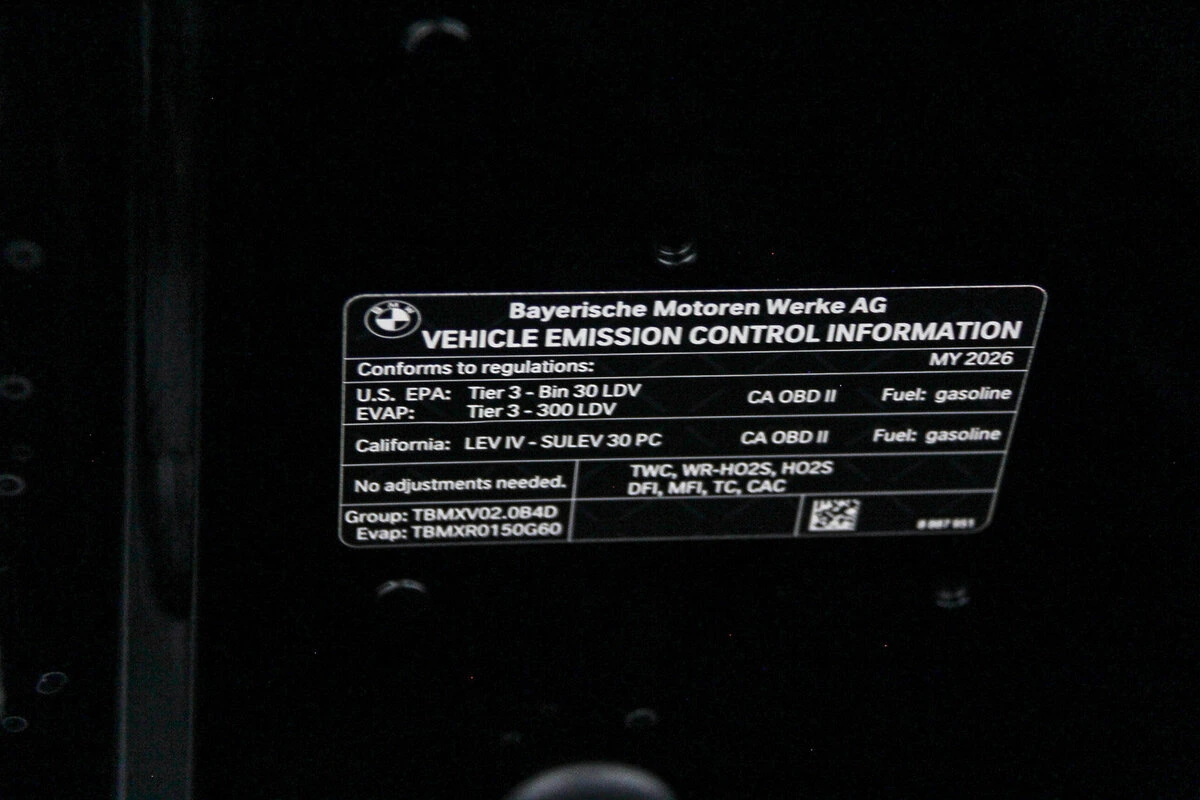 BMW
Bayerische Motoren Werke AG
VEHICLE EMISSION CONTROL INFORMATION
Conforms to regulations: MY 2026
U.S. EPA: Tier 3 - Bin 30 LDV CA OBD II Fuel: gasoline
EVAP: Tier 3 - 300 LDV
California: LEV IV - SULEV 30 PC CA OBD II Fuel: gasoline
No adjustments needed. TWC, WR-HO2S, HO2S
DFI, MFI, TC, CAC
Group: TBMXV02.0B4D
Evap: TBMXR0150G60